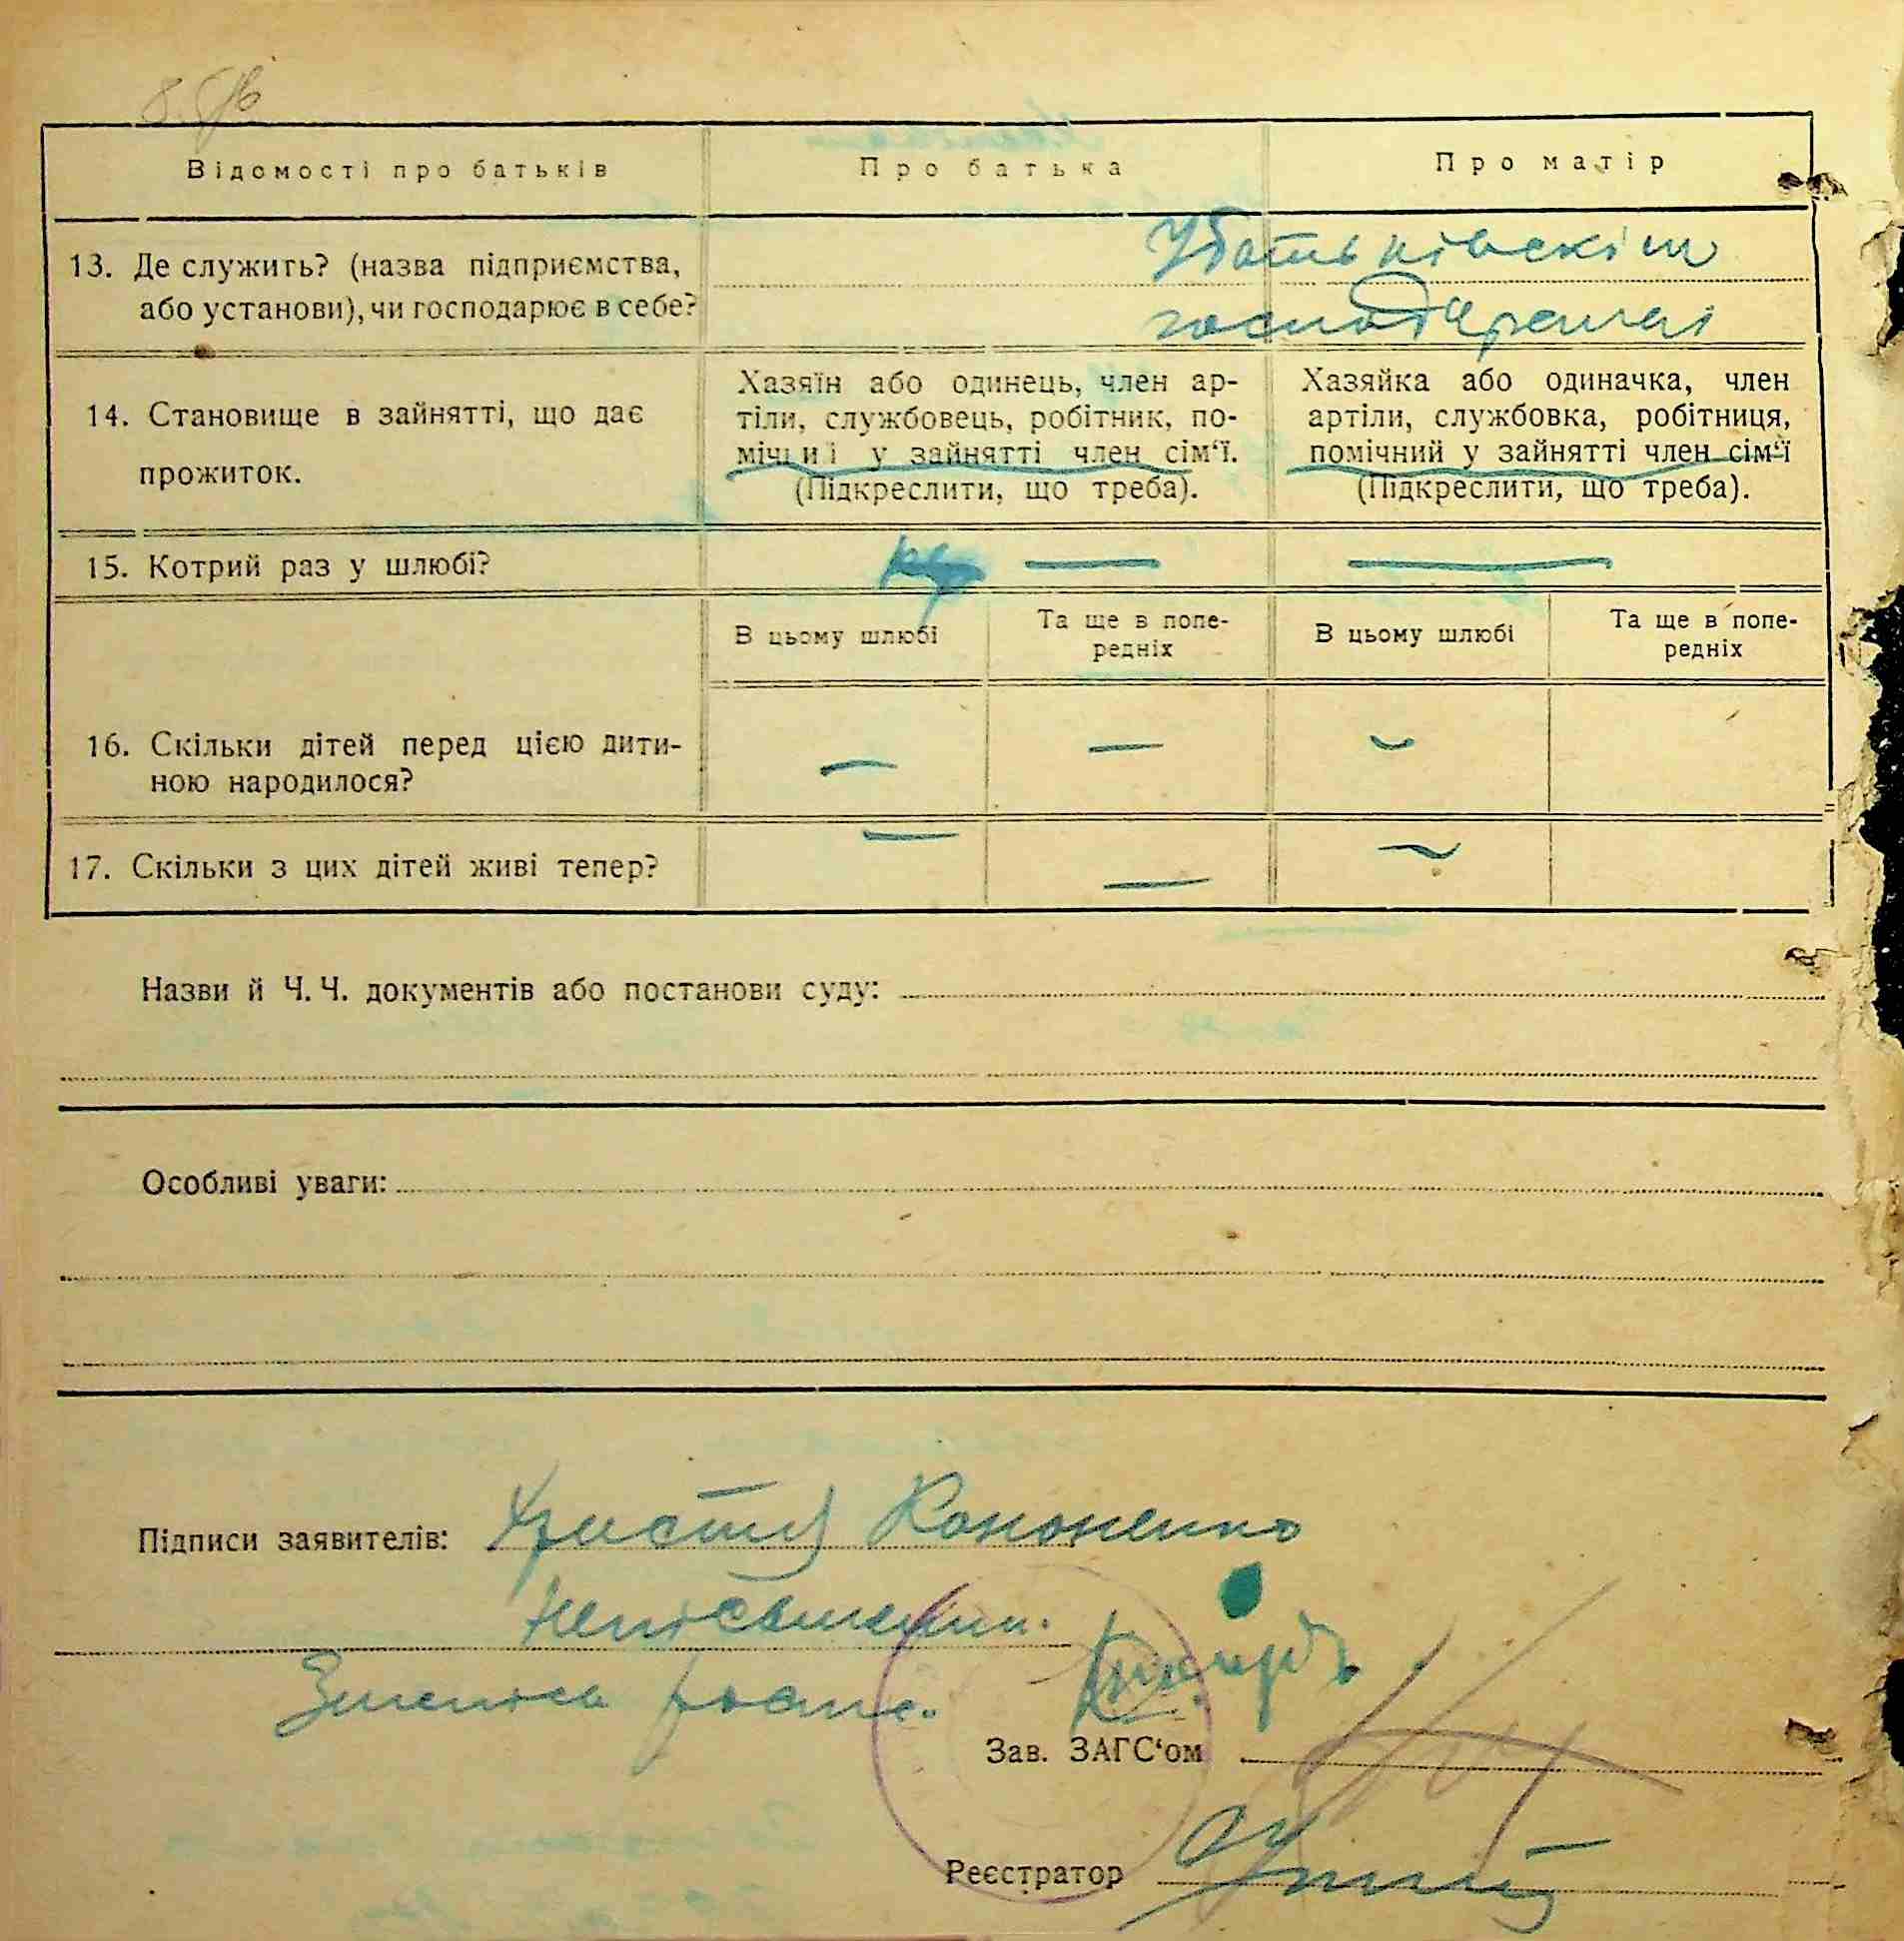 Відомості про батьків
Про батька
Про матір
13. Де служить? (назва підприємства,
або установи), чи господарює в себе?
У батьківскім
господаренні
14. Становище в зайнятті, що дає
прожиток.
Хазяїн або одинець, член ар-
тіли, службовець, робітник, по-
мічний у зайнятті член сім‘ї.
(Підкреслити, що треба).
Хазяйка або одиначка, член
артіли, службовка, робітниця,
помічний у зайнятті член сім‘ї
(Підкреслити, що треба).
15. Котрий раз у шлюбі?
В цьому шлюбі
Та ще в попе-
редніх
В цьому шлюбі
Та ще в попе-
редніх
16. Скільки дітей перед цією дити-
ною народилося?
17. Скільки з цих дітей живі тепер?
Назви й Ч. Ч. документів або постанови суду:
Особливі уваги:
Підписи заявителів: Христя Кононенко
Зав. ЗАГС‘ом
Реєстратор